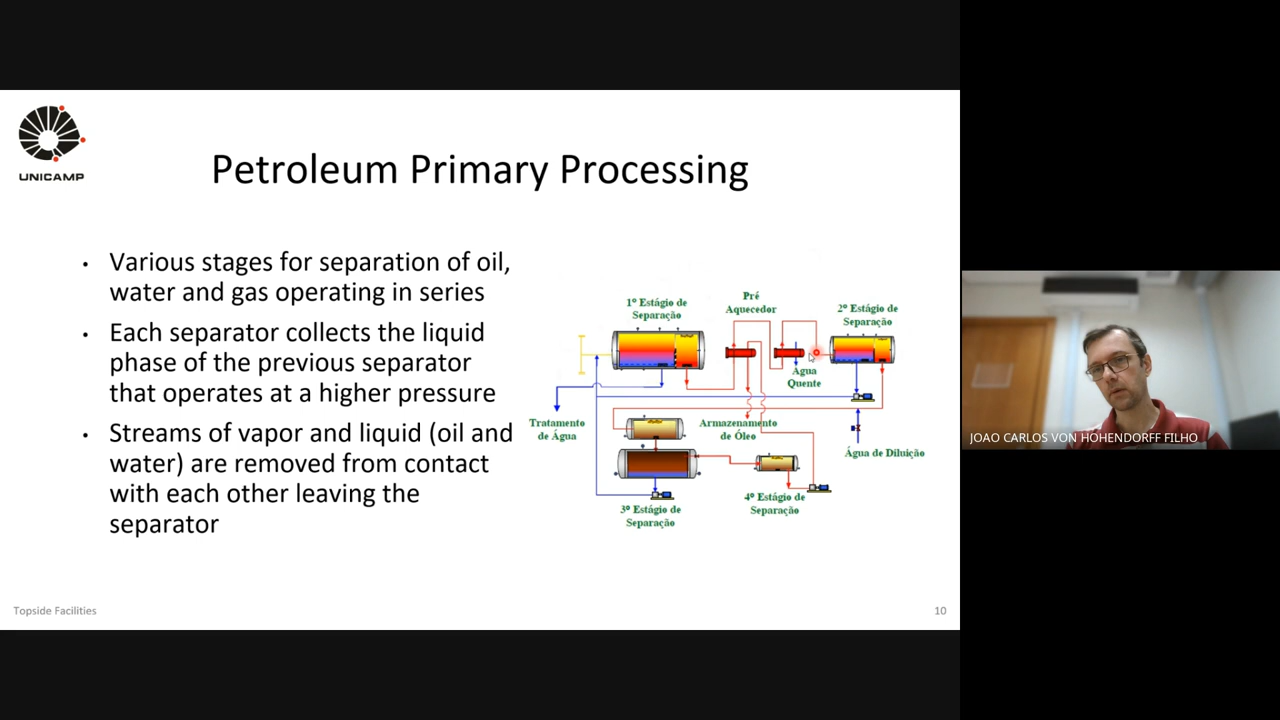 UNICAMP
Petroleum Primary Processing
• Various stages for separation of oil,
water and gas operating in series
• Each separator collects the liquid
phase of the previous separator
that operates at a higher pressure
• Streams of vapor and liquid (oil and
water) are removed from contact
with each other leaving the
separator
1º Estágio de
Separação
Pré
Aquecedor
2º Estágio de
Separação
Água
Quente
Tratamento
de Água
Armazenamento
de Óleo
Água de Diluição
3º Estágio de
Separação
4º Estágio de
Separação
Topside Facilities
10
JOAO CARLOS VON HOHENDORFF FILHO